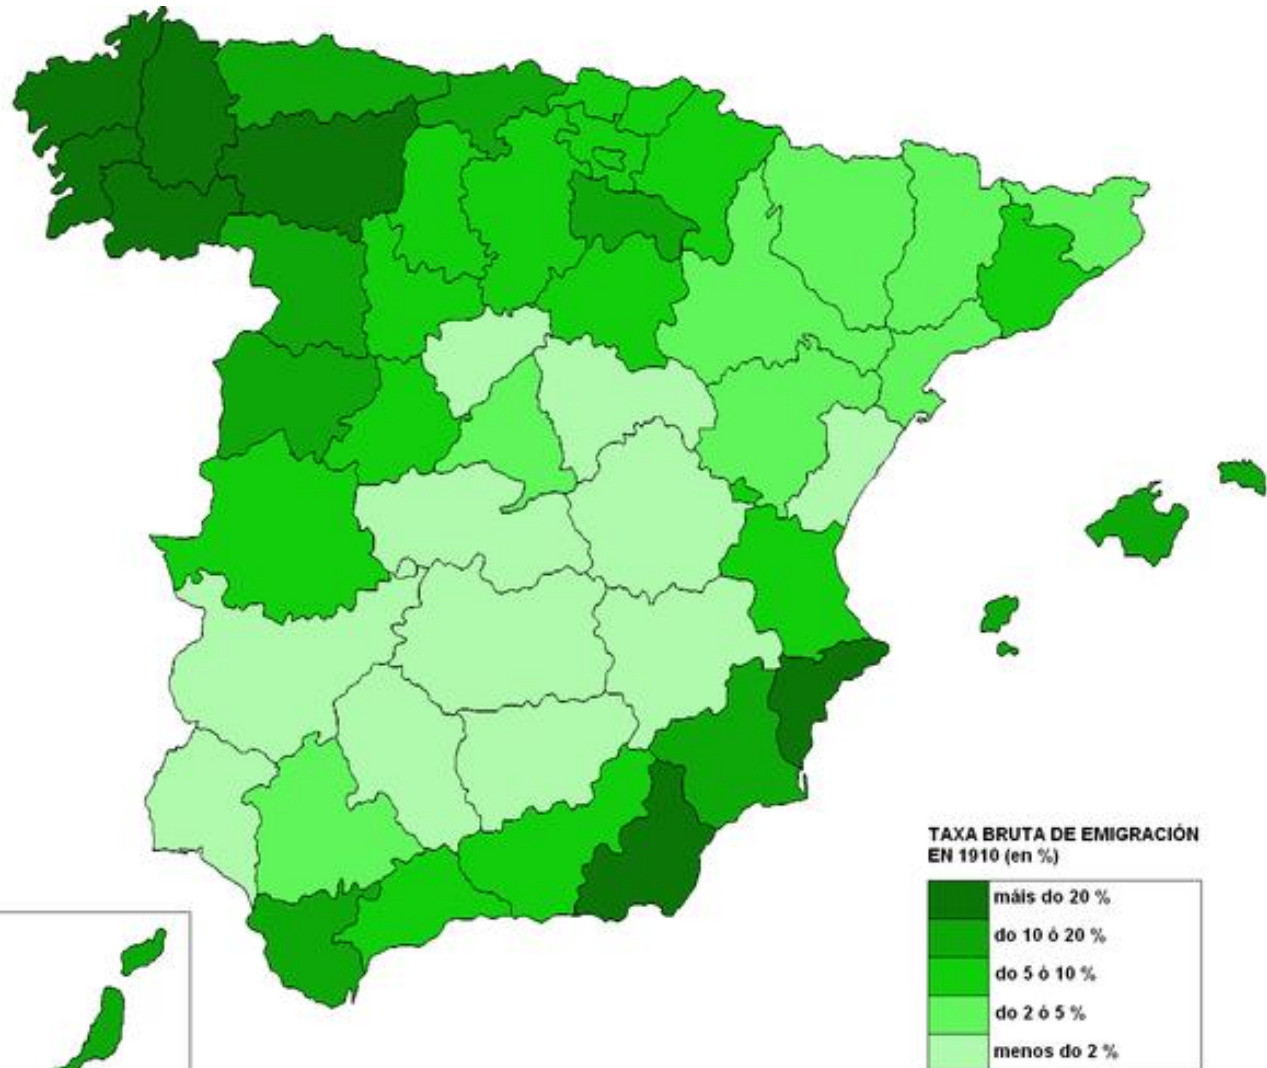 TAXA BRUTA DE EMIGRACIÓN
EN 1910 (en %)
máis do 20 %
do 10 ó 20 %
do 5 ó 10 %
do 2 ó 5 %
menos do 2 %